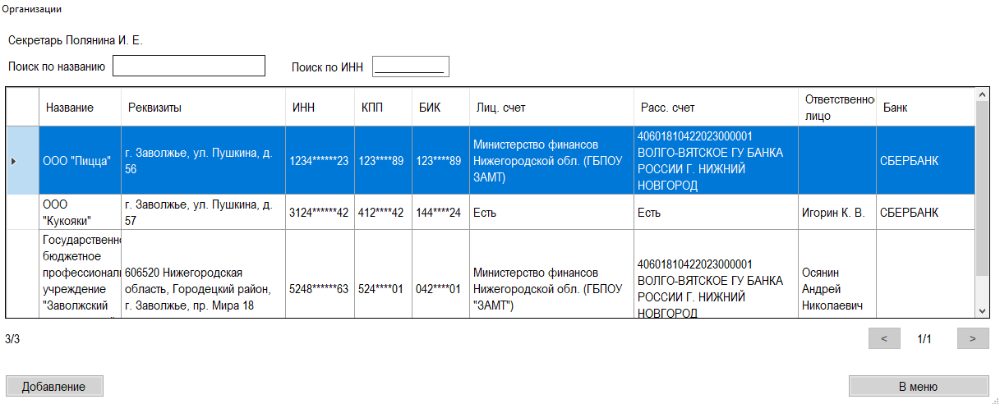 Организации
Секретарь Полянина И. Е.
Поиск по названию
Поиск по ИНН
Название Реквизиты ИНН КПП БИК Лиц. счет Расс. счет Ответственно лицо Банк
ООО "Пицца"
г. Заволжье, ул. Пушкина, д.
56
1234******23
123****89
123****89
Министерство финансов
Нижегородской обл. (ГБПОУ
ЗАМТ)
40601810422023000001
ВОЛГО-ВЯТСКОЕ ГУ БАНКА
РОССИИ Г. НИЖНИЙ
НОВГОРОД
СБЕРБАНК
ООО
"Кукояки"
г. Заволжье, ул. Пушкина, д.
57
3124******42
412****42
144****24
Есть
Есть
Игорин К. В.
СБЕРБАНК
Государственно
бюджетное
профессионалы
учреждение
"Заволжский
606520 Нижегородская
область, Городецкий район,
г. Заволжье, пр. Мира 18
5248******63
524****01
042****01
Министерство финансов
Нижегородской обл. (ГБПОУ
"ЗАМТ")
40601810422023000001
ВОЛГО-ВЯТСКОЕ ГУ БАНКА
РОССИИ Г. НИЖНИЙ
НОВГОРОД
Осянин
Андрей
Николаевич
3/3
< 1/1 >
Добавление
В меню